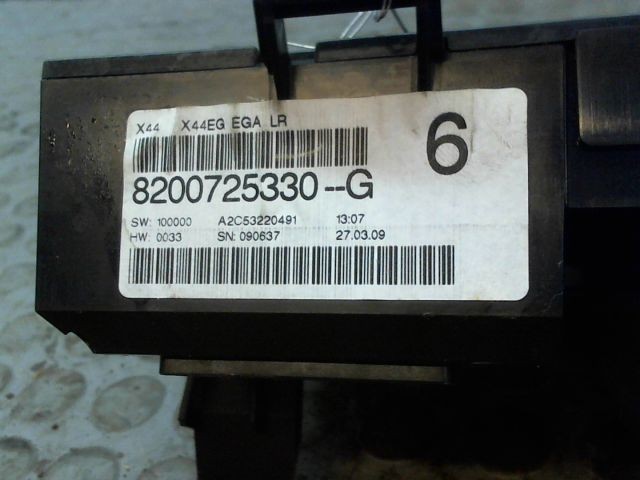 X44 X44EG EGA LR
6
8200725330--G
SW: 100000 A2C53220491 13:07
HW: 0033 SN: 090637 27.03.09